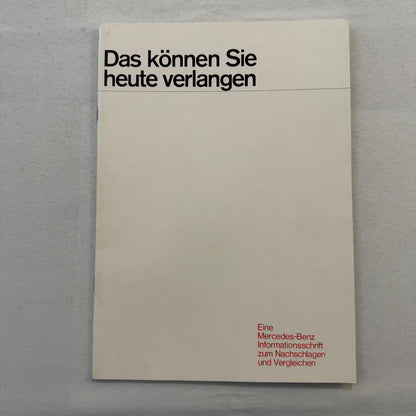 Das können Sie
heute verlangen
Eine
Mercedes-Benz
Informationsschrift
zum Nachschlagen
und Vergleichen